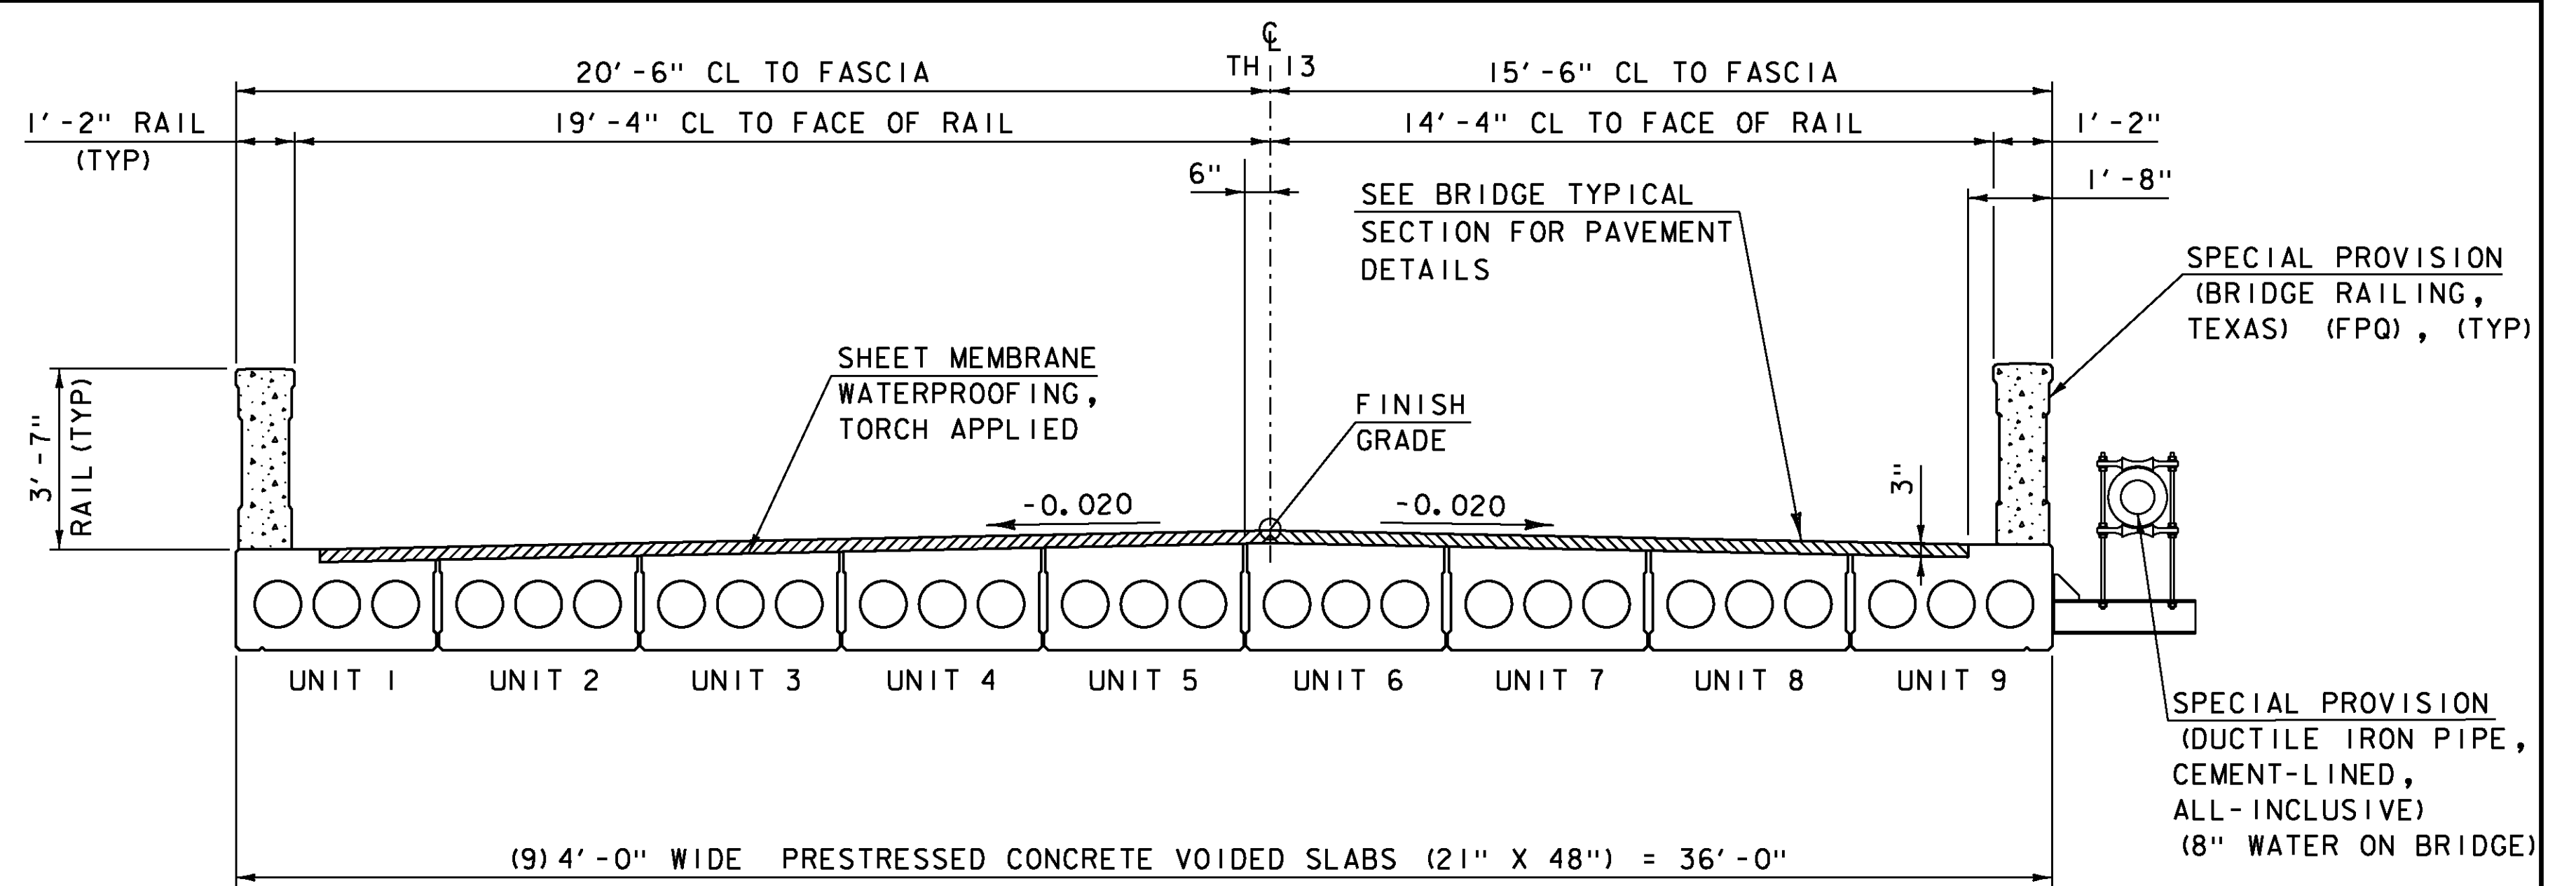 ℄
TH 13
20'-6" CL TO FASCIA
15'-6" CL TO FASCIA
1'-2" RAIL
(TYP)
19'-4" CL TO FACE OF RAIL
14'-4" CL TO FACE OF RAIL
1'-2"
6"
1'-8"
SEE BRIDGE TYPICAL
SECTION FOR PAVEMENT
DETAILS
SPECIAL PROVISION
(BRIDGE RAILING,
TEXAS) (FPQ), (TYP)
SHEET MEMBRANE
WATERPROOFING,
TORCH APPLIED
FINISH
GRADE
3'-7"
RAIL (TYP)
-0.020
-0.020
3"
UNIT 1
UNIT 2
UNIT 3
UNIT 4
UNIT 5
UNIT 6
UNIT 7
UNIT 8
UNIT 9
SPECIAL PROVISION
(DUCTILE IRON PIPE,
CEMENT-LINED,
ALL-INCLUSIVE)
(8" WATER ON BRIDGE)
(9) 4'-0" WIDE PRESTRESSED CONCRETE VOIDED SLABS (21" X 48") = 36'-0"